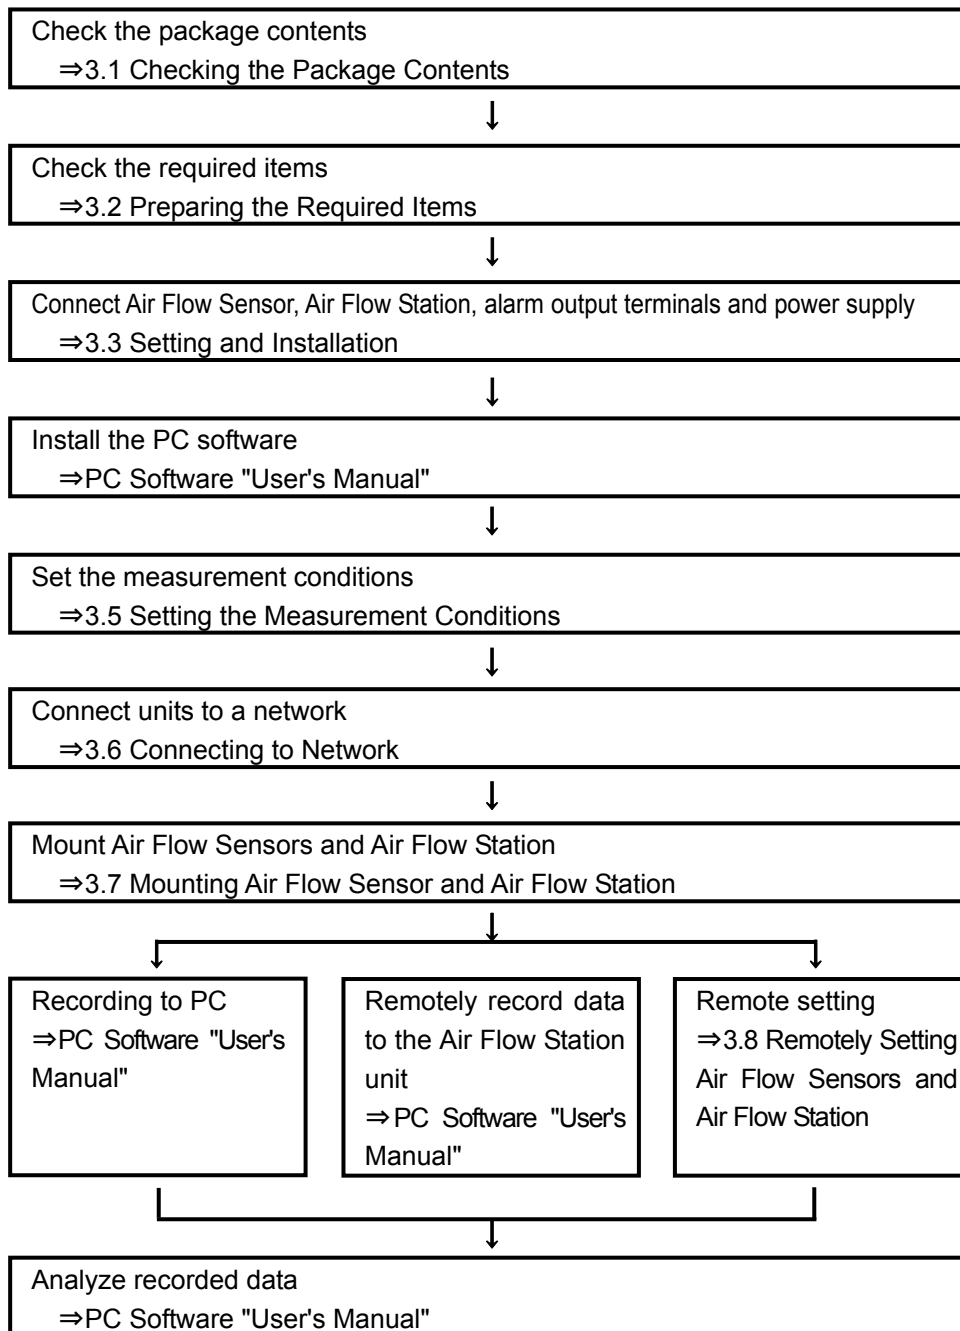 Check the package contents
⇒3.1 Checking the Package Contents
↓
Check the required items
⇒3.2 Preparing the Required Items
↓
Connect Air Flow Sensor, Air Flow Station, alarm output terminals and power supply
⇒3.3 Setting and Installation
↓
Install the PC software
⇒PC Software "User's Manual"
↓
Set the measurement conditions
⇒3.5 Setting the Measurement Conditions
↓
Connect units to a network
⇒3.6 Connecting to Network
↓
Mount Air Flow Sensors and Air Flow Station
⇒3.7 Mounting Air Flow Sensor and Air Flow Station
Recording to PC
⇒PC Software "User's
Manual"
Remotely record data
to the Air Flow Station
unit
⇒PC Software "User's
Manual"
Remote setting
⇒3.8 Remotely Setting
Air Flow Sensors and
Air Flow Station
Analyze recorded data
⇒PC Software "User's Manual"